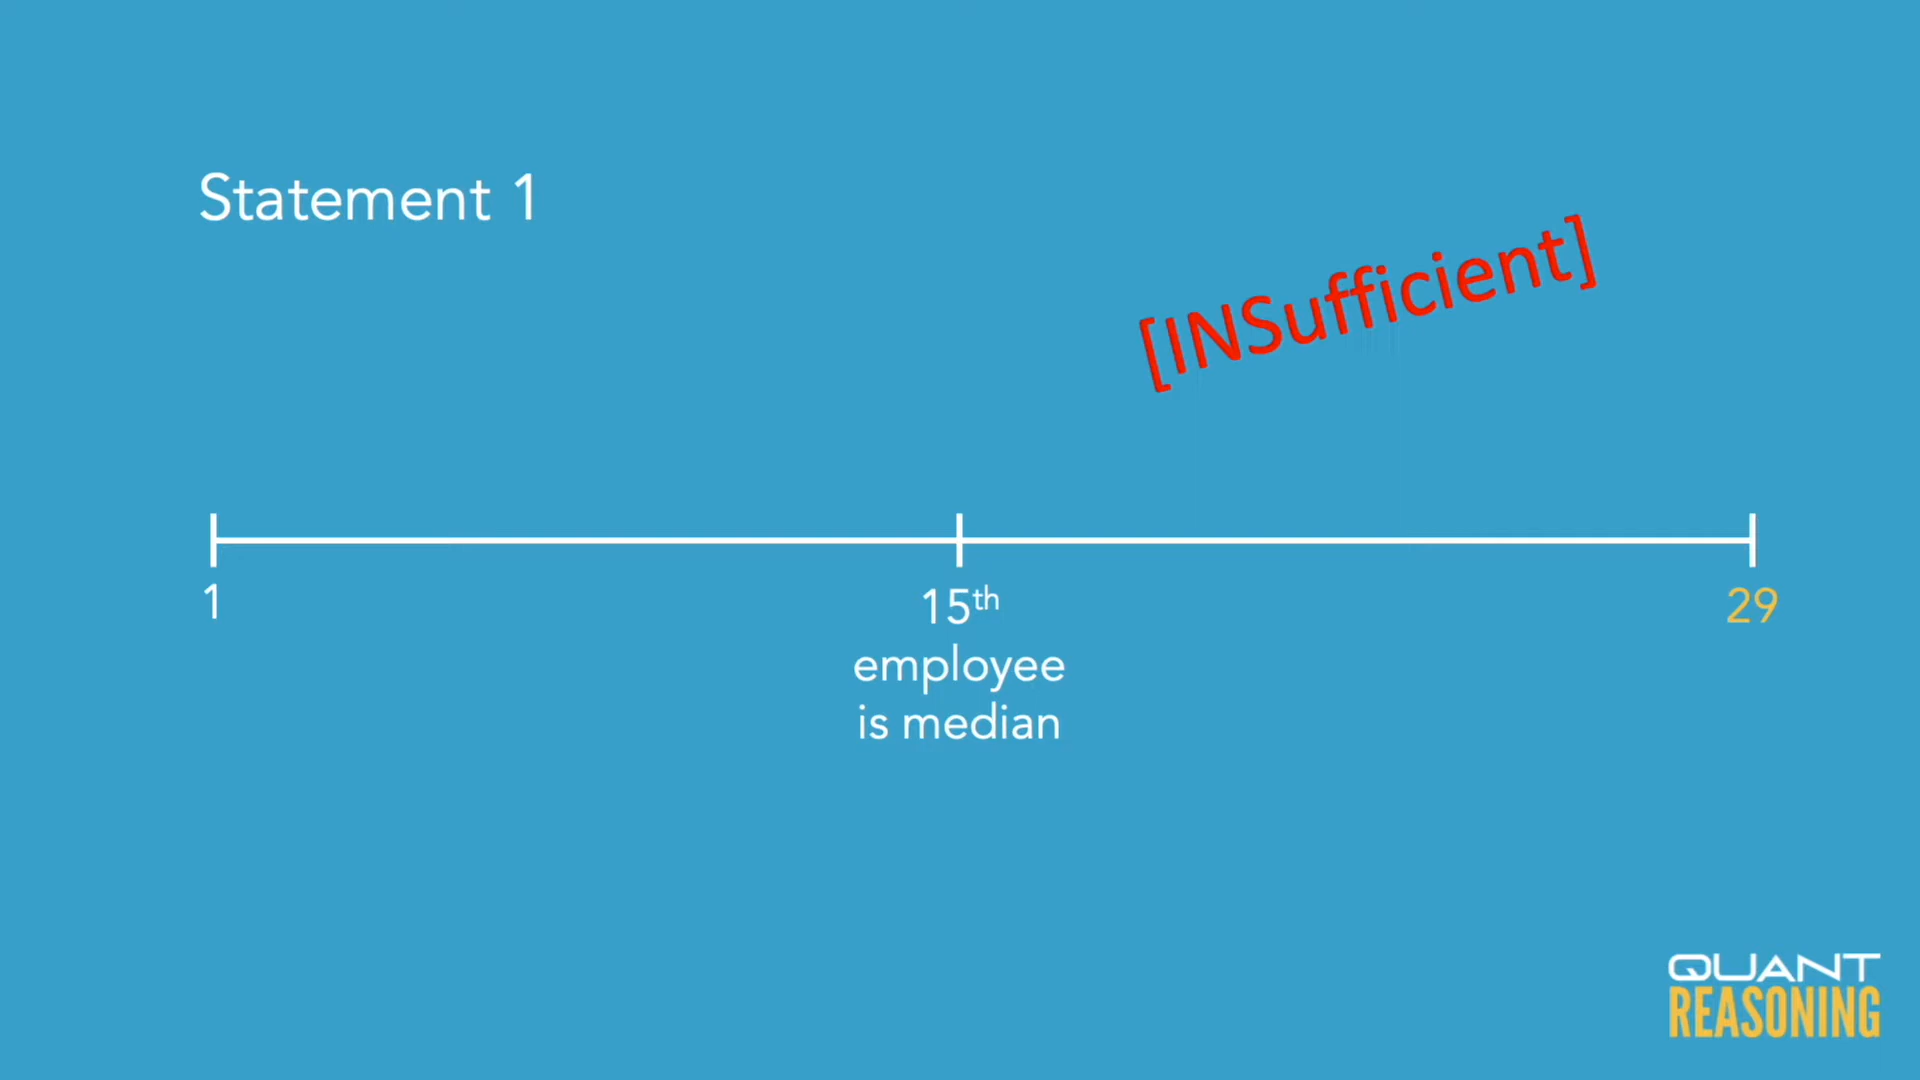 Statement 1
[INSufficient]
1
15th
employee
is median
29
QUANT
REASONING